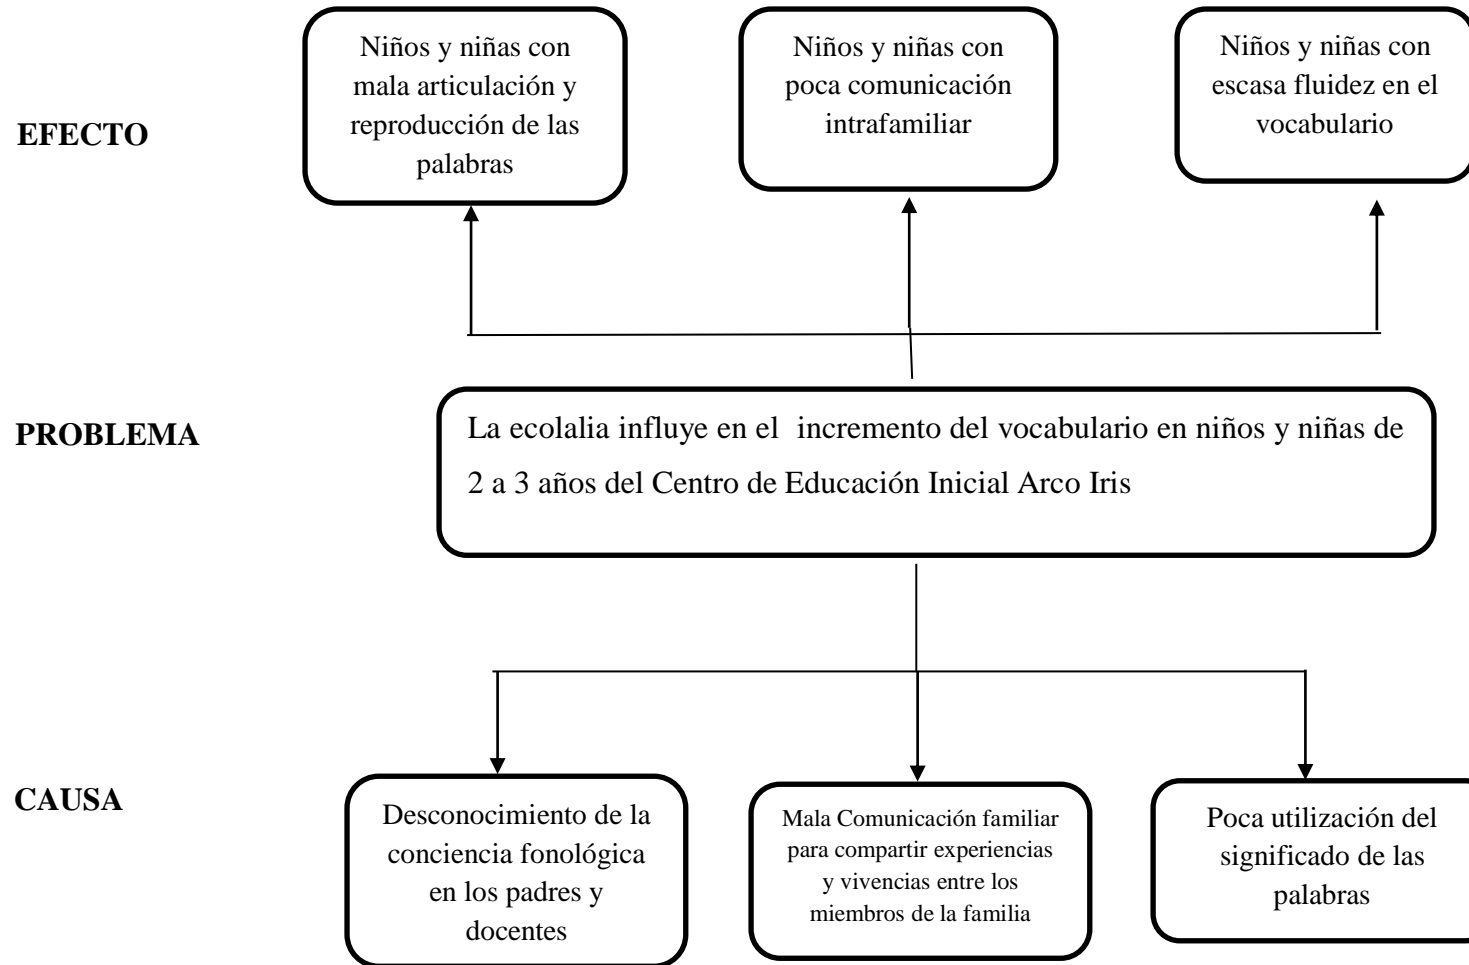 EFECTO
Niños y niñas con
mala articulación y
reproducción de las
palabras
Niños y niñas con
poca comunicación
intrafamiliar
Niños y niñas con
escasa fluidez en el
vocabulario
PROBLEMA
La ecolalia influye en el  incremento del vocabulario en niños y niñas de
2 a 3 años del Centro de Educación Inicial Arco Iris
CAUSA
Desconocimiento de la
conciencia fonológica
en los padres y
docentes
Mala Comunicación familiar
para compartir experiencias
y vivencias entre los
miembros de la familia
Poca utilización del
significado de las
palabras